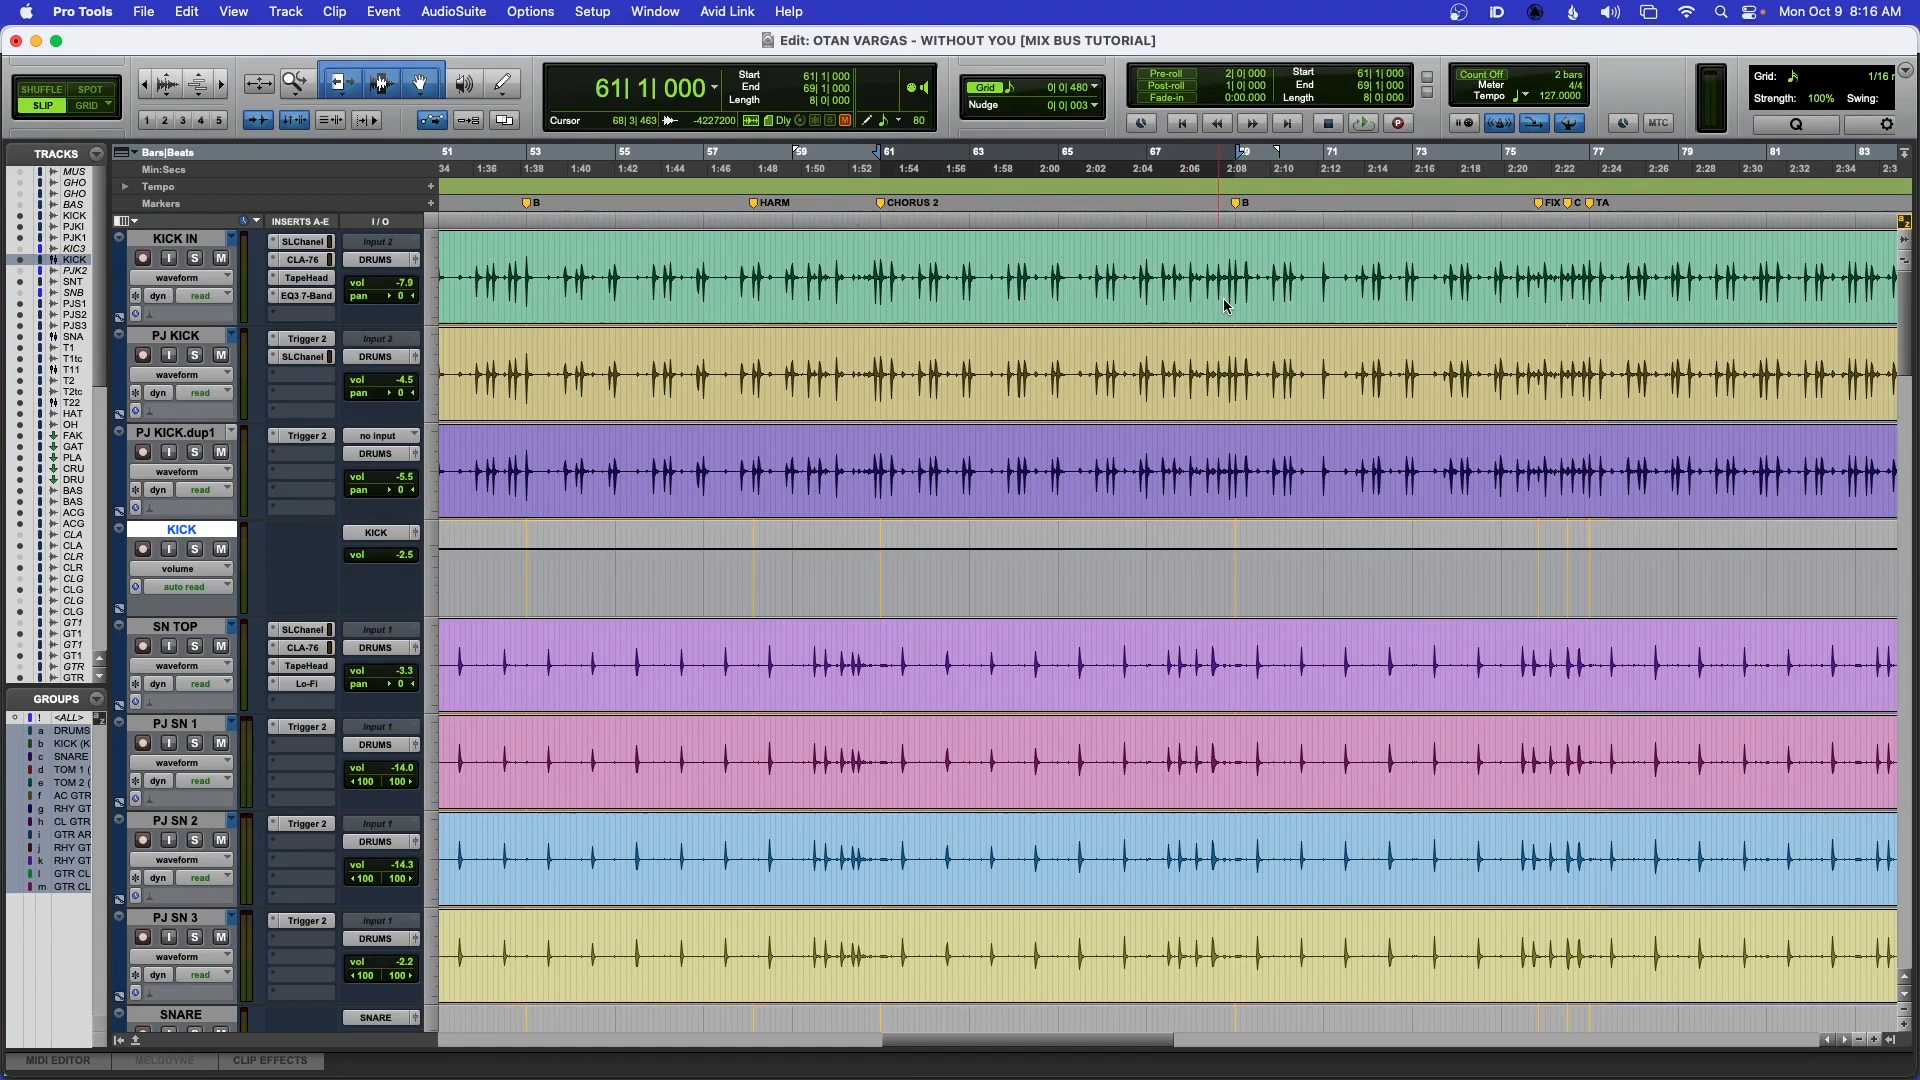 Pro Tools File Edit View Track Clip Event AudioSuite Options Setup Window Avid Link Help iD Mon Oct 9 8:16 AM
Edit: OTAN VARGAS - WITHOUT YOU [MIX BUS TUTORIAL]
SHUFFLE SPOT
SLIP GRID
1 2 3 4 5
61| 1| 000
Start 61| 1| 000
End 69| 1| 000
Length 8| 0| 000
Cursor 68| 3| 463 -4227200 Dly S M 80
Grid 0| 0| 480
Nudge 0| 0| 003
Pre-roll 2| 0| 000 Start 61| 1| 000
Post-roll 1| 0| 000 End 69| 1| 000
Fade-in 0:00.000 Length 8| 0| 000
Count Off 2 bars
Meter 4/4
Tempo 127.0000
MTC
Grid: 1/16 n
Strength: 100% Swing:
Q
TRACKS
MUS
GHO
GHO
BAS
KICK
PJKI
PJK1
KIC3
KICK
PJK2
SNT
SNB
PJS1
PJS2
PJS3
SNA
T1
T1tc
T11
T2
T2tc
T22
HAT
OH
FAK
GAT
PLA
CRU
DRU
BAS
BAS
ACG
ACG
CLA
CLA
CLR
CLR
CLG
CLG
CLG
CLG
GT1
GT1
GT1
GT1
GTR
GTR
GROUPS
! <ALL>
a DRUMS
b KICK (K
c SNARE
d TOM 1 (
e TOM 2 (
f AC GTR
g RHY GT
h CL GTR
i GTR AR
j RHY GT
k RHY GT
l GTR CL
m GTR CL
Bars|Beats 51 53 55 57 59 61 63 65 67 69 71 73 75 77 79 81 83
Min:Secs 34 1:36 1:38 1:40 1:42 1:44 1:46 1:48 1:50 1:52 1:54 1:56 1:58 2:00 2:02 2:04 2:06 2:08 2:10 2:12 2:14 2:16 2:18 2:20 2:22 2:24 2:26 2:28 2:30 2:32 2:34 2:3
Tempo
Markers B HARM CHORUS 2 B FIX C TA
INSERTS A-E I / O
KICK IN SLChanel Input 2
I S M CLA-76 DRUMS
waveform TapeHead vol -7.9
dyn read EQ3 7-Band pan 0
PJ KICK Trigger 2 Input 2
I S M SLChanel DRUMS
waveform vol -4.5
dyn read pan 0
PJ KICK.dup1 Trigger 2 no input
I S M DRUMS
waveform vol -5.5
dyn read pan 0
KICK KICK
I S M vol -2.5
volume
auto read
SN TOP SLChanel Input 1
I S M CLA-76 DRUMS
waveform TapeHead vol -3.3
dyn read Lo-Fi pan 0
PJ SN 1 Trigger 2 Input 1
I S M DRUMS
waveform vol -14.0
dyn read 100 100
PJ SN 2 Trigger 2 Input 1
I S M DRUMS
waveform vol -14.3
dyn read 100 100
PJ SN 3 Trigger 2 Input 1
I S M DRUMS
waveform vol -2.2
dyn read 100 100
SNARE SNARE
MIDI EDITOR MELODYNE CLIP EFFECTS